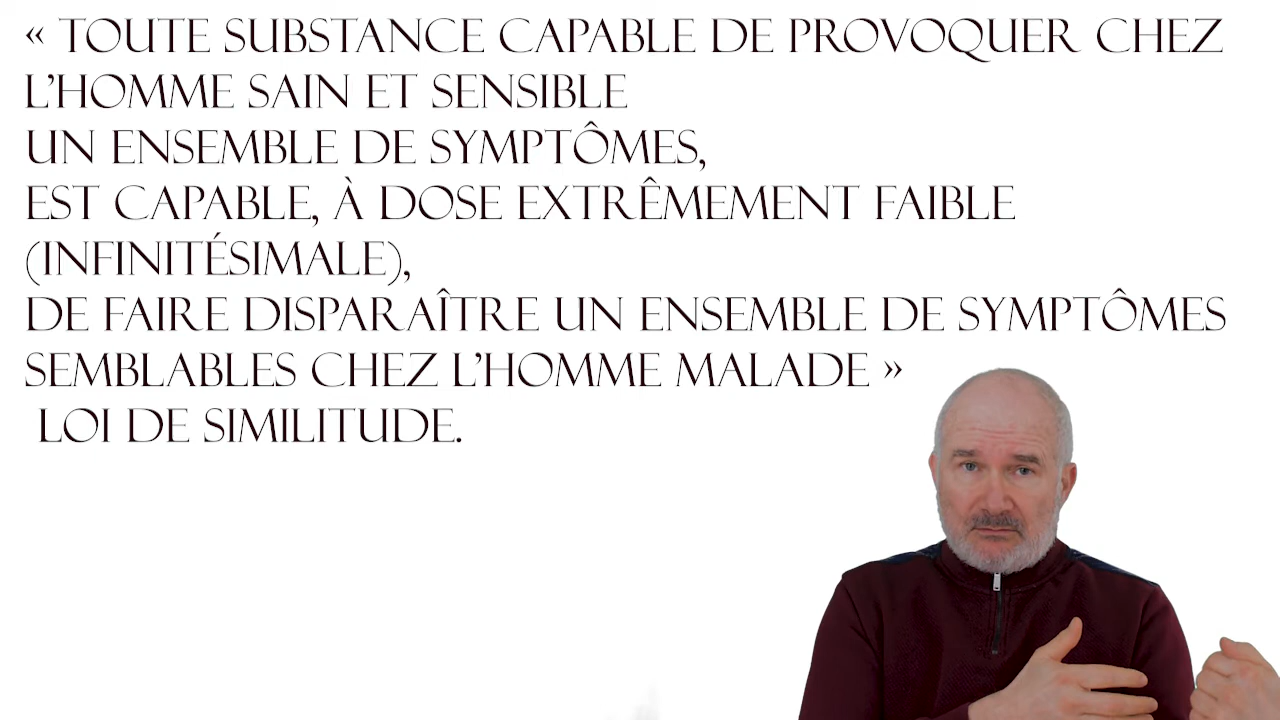 « TOUTE SUBSTANCE CAPABLE DE PROVOQUER CHEZ
L'HOMME SAIN ET SENSIBLE
UN ENSEMBLE DE SYMPTÔMES,
EST CAPABLE, À DOSE EXTRÊMEMENT FAIBLE
(INFINITÉSIMALE),
DE FAIRE DISPARAÎTRE UN ENSEMBLE DE SYMPTÔMES
SEMBLABLES CHEZ L'HOMME MALADE »
LOI DE SIMILITUDE.